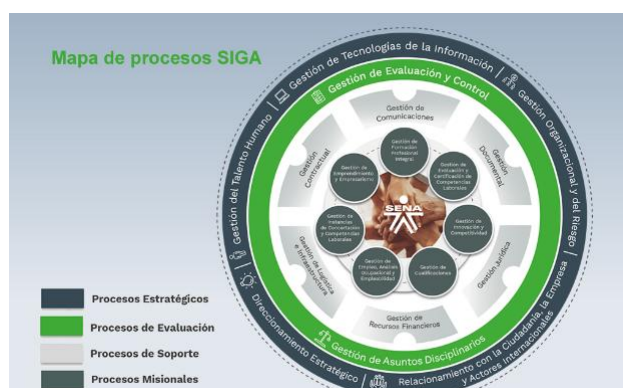 Mapa de procesos SIGA
Gestión de Tecnologías de la Información
Gestión Organizacional y del Riesgo
Relacionamiento con la Ciudadanía, la Empresa
y Actores Internacionales
Direccionamiento Estratégico
Gestión del Talento Humano
Gestión de Evaluación y Control
Gestión de Asuntos Disciplinarios
Gestión de
Comunicaciones
Gestión
Documental
Gestión Jurídica
Gestión de
Recursos Financieros
Gestión de Logística
e Infraestructura
Gestión
Contractual
Gestión de
Formación
Profesional
Integral
Gestión de
Evaluación y
Certificación de
Competencias
Laborales
Gestión de
Innovación y
Competitividad
Gestión de
Cualificaciones
Gestión de
Empleo, Análisis
Ocupacional y
Empleabilidad
Gestión de
Instancias
de Concertación
y Competencias
Laborales
Gestión de
Emprendimiento
y Empresarismo
SENA
Procesos Estratégicos
Procesos de Evaluación
Procesos de Soporte
Procesos Misionales